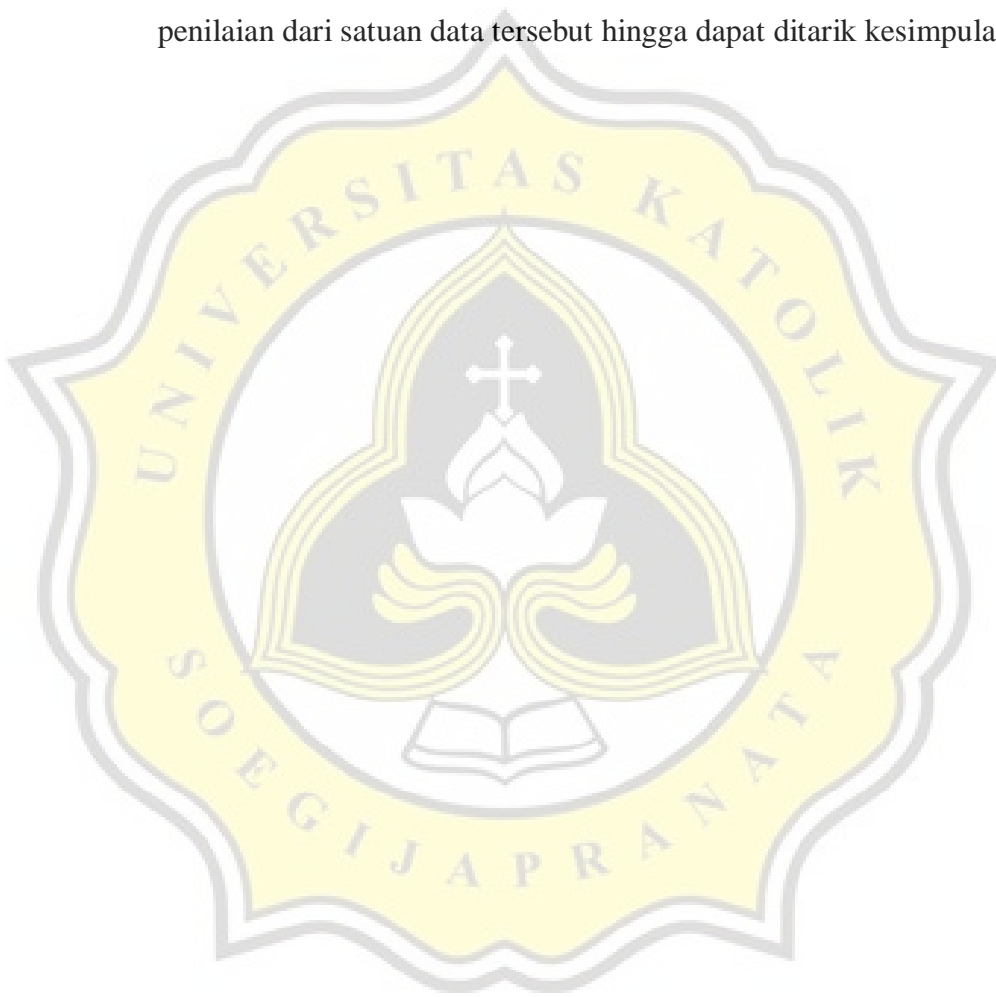 penilaian dari satuan data tersebut hingga dapat ditarik kesimpula
UNIVERSITAS KATOLIK
SOEGIJAPRANATA